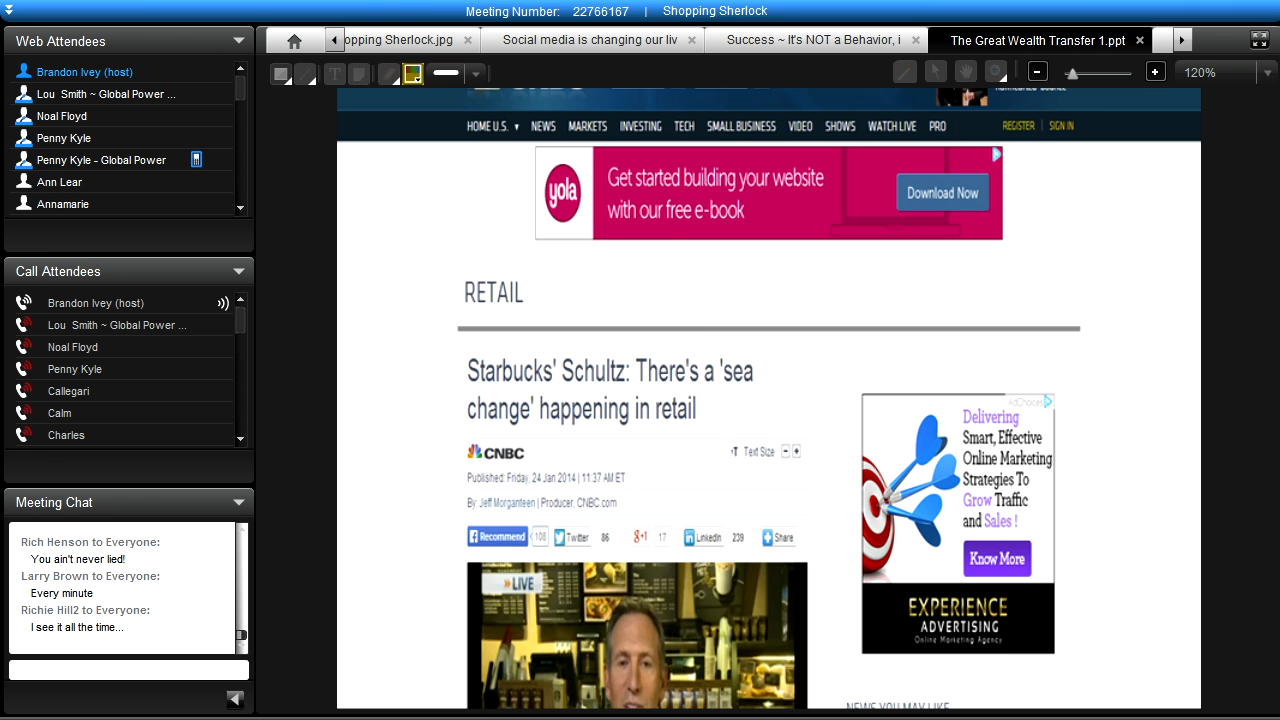 Meeting Number: 22766167 | Shopping Sherlock
Web Attendees
Brandon Ivey (host)
Lou Smith ~ Global Power ...
Noal Floyd
Penny Kyle
Penny Kyle - Global Power
Ann Lear
Annamarie
Call Attendees
Brandon Ivey (host)
Lou Smith ~ Global Power ...
Noal Floyd
Penny Kyle
Callegari
Calm
Charles
Meeting Chat
Rich Henson to Everyone:
You ain't never lied!
Larry Brown to Everyone:
Every minute
Richie Hill2 to Everyone:
I see it all the time...
opping Sherlock.jpg
Social media is changing our liv
Success ~ It's NOT a Behavior, i
The Great Wealth Transfer 1.ppt
120%
HOME U.S. NEWS MARKETS INVESTING TECH SMALL BUSINESS VIDEO SHOWS WATCH LIVE PRO REGISTER | SIGN IN
yola
Get started building your website
with our free e-book
Download Now
RETAIL
Starbucks' Schultz: There's a 'sea
change' happening in retail
CNBC
Text Size
Published: Friday, 24 Jan 2014 | 11:37 AM ET
By: Jeff Morganteen | Producer, CNBC.com
Recommend 108 Twitter 86 g+1 17 LinkedIn 239 Share
LIVE
AdChoices
Delivering
Smart, Effective
Online Marketing
Strategies To
Grow Traffic
and Sales !
Know More
EXPERIENCE
ADVERTISING
Online Marketing Agency
NEWS YOU MAY LIKE